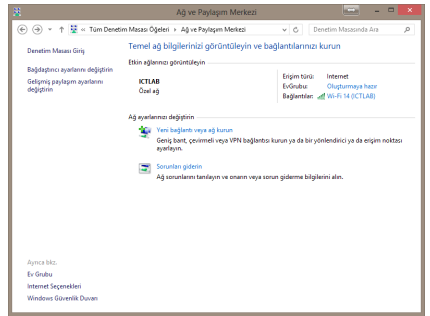 Ağ ve Paylaşım Merkezi
« Tüm Denetim Masası Öğeleri › Ağ ve Paylaşım Merkezi
Denetim Masasında Ara
Denetim Masası Giriş
Bağdaştırıcı ayarlarını değiştirin
Gelişmiş paylaşım ayarlarını
değiştirin
Temel ağ bilgilerinizi görüntüleyin ve bağlantılarınızı kurun
Etkin ağlarınızı görüntüleyin
ICTLAB
Özel ağ
Erişim türü: Internet
EvGrubu: Oluşturmaya hazır
Bağlantılar: Wi-Fi 14 (ICTLAB)
Ağ ayarlarınızı değiştirin
Yeni bağlantı veya ağ kurun
Geniş bant, çevirmeli veya VPN bağlantısı kurun ya da bir yönlendirici ya da erişim noktası
ayarlayın.
Sorunları giderin
Ağ sorunlarını tanılayın ve onarın veya sorun giderme bilgilerini alın.
Ayrıca bkz.
Ev Grubu
Internet Seçenekleri
Windows Güvenlik Duvarı